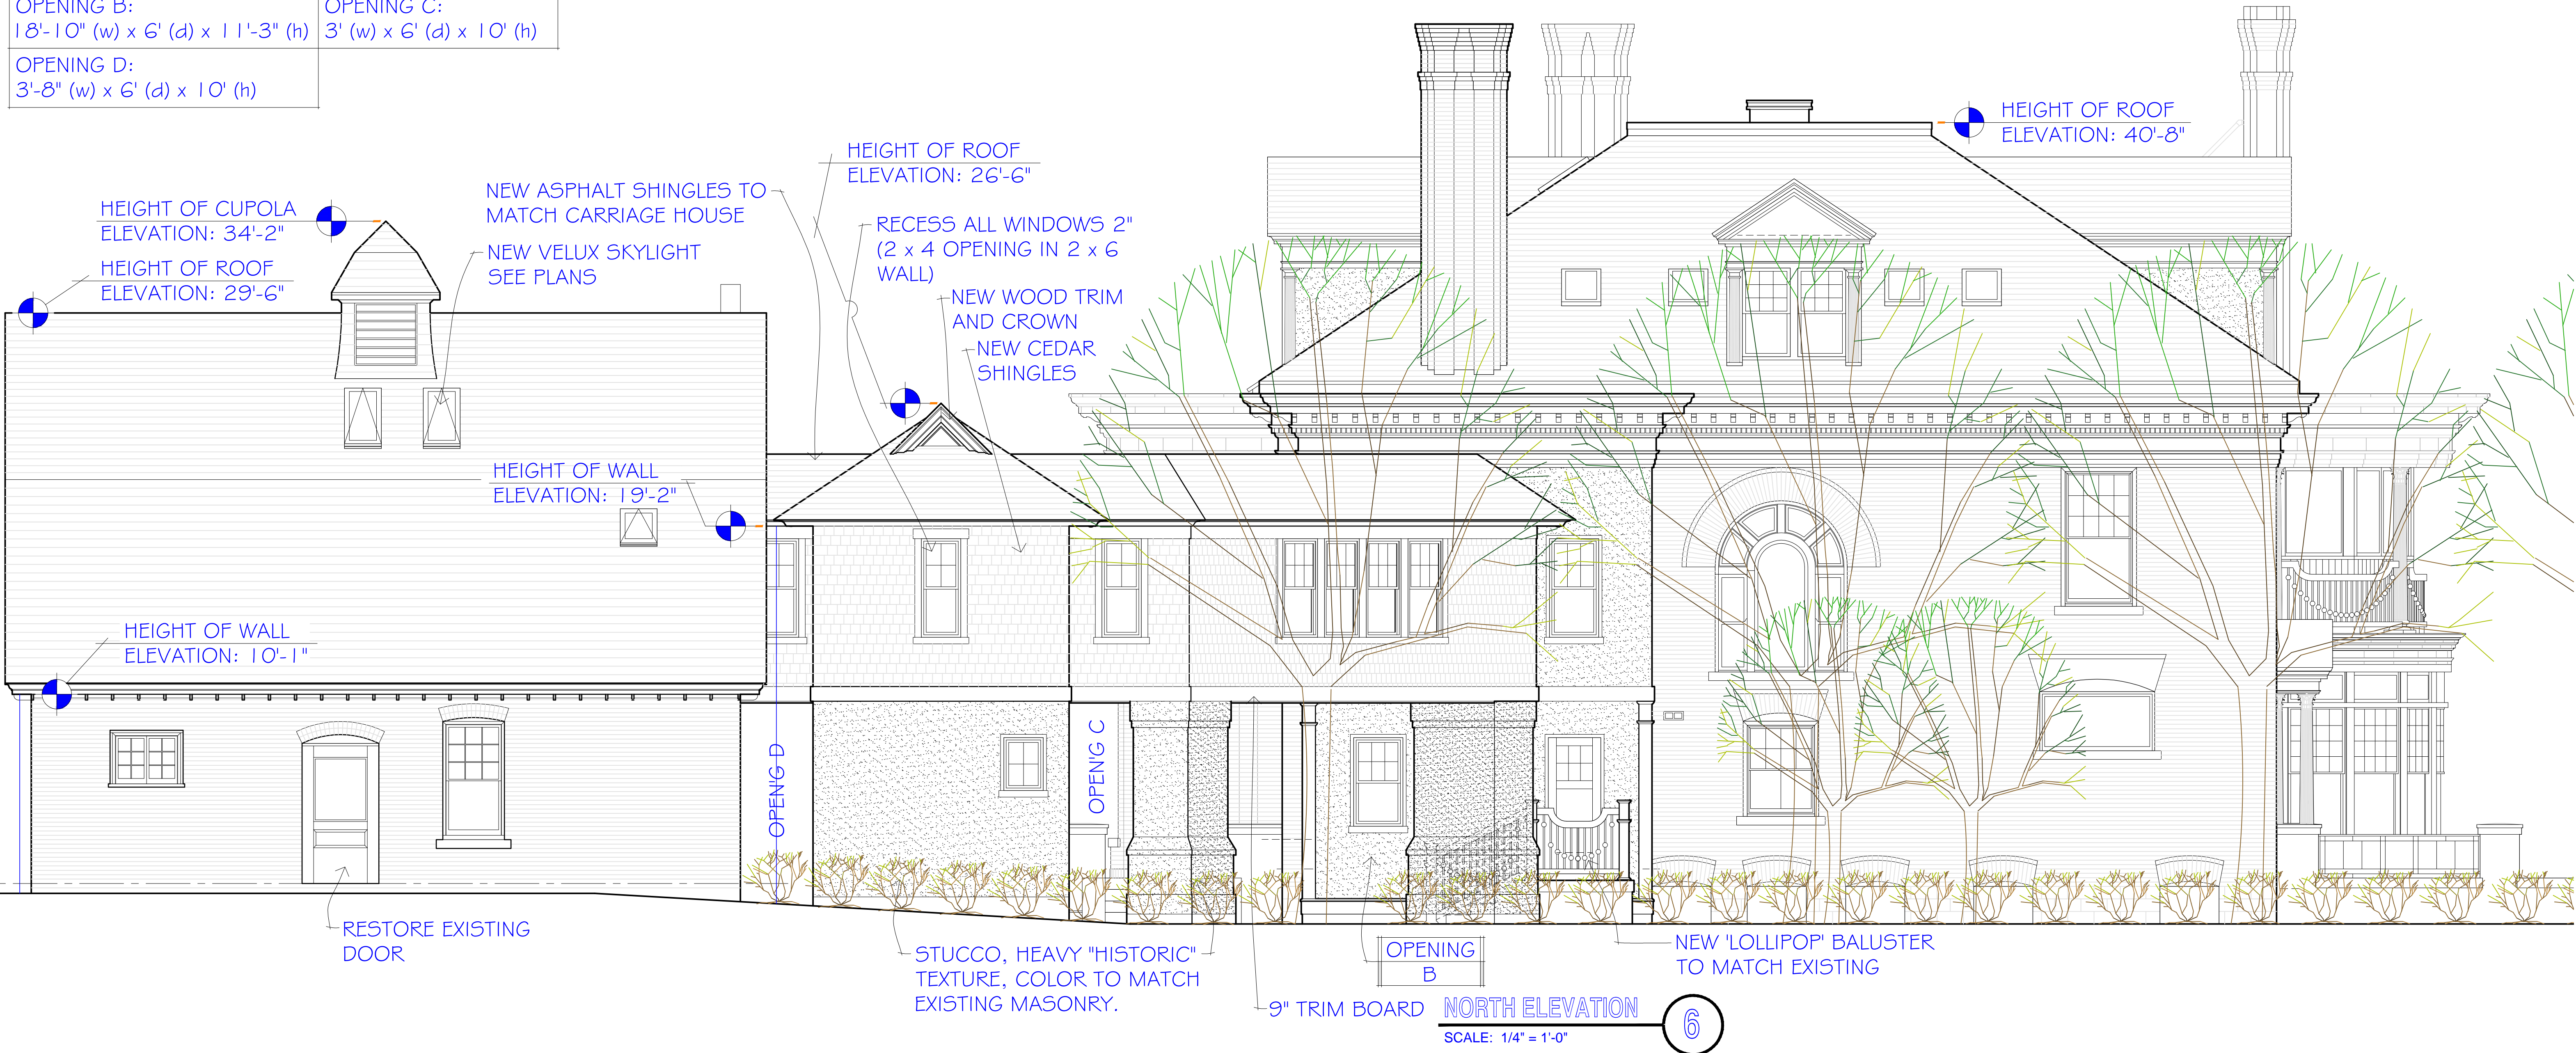 OPENING B:
18'-10" (w) x 6' (d) x 11'-3" (h)
OPENING C:
3' (w) x 6' (d) x 10' (h)
OPENING D:
3'-8" (w) x 6' (d) x 10' (h)
HEIGHT OF ROOF
ELEVATION: 40'-8"
HEIGHT OF ROOF
ELEVATION: 26'-6"
NEW ASPHALT SHINGLES TO
MATCH CARRIAGE HOUSE
HEIGHT OF CUPOLA
ELEVATION: 34'-2"
RECESS ALL WINDOWS 2"
(2 x 4 OPENING IN 2 x 6
WALL)
NEW VELUX SKYLIGHT
SEE PLANS
HEIGHT OF ROOF
ELEVATION: 29'-6"
NEW WOOD TRIM
AND CROWN
NEW CEDAR
SHINGLES
HEIGHT OF WALL
ELEVATION: 19'-2"
HEIGHT OF WALL
ELEVATION: 10'-1"
OPEN'G D
OPEN'G C
RESTORE EXISTING
DOOR
STUCCO, HEAVY "HISTORIC"
TEXTURE, COLOR TO MATCH
EXISTING MASONRY.
OPENING
B
NEW 'LOLLIPOP' BALUSTER
TO MATCH EXISTING
9" TRIM BOARD
NORTH ELEVATION
6
SCALE: 1/4" = 1'-0"